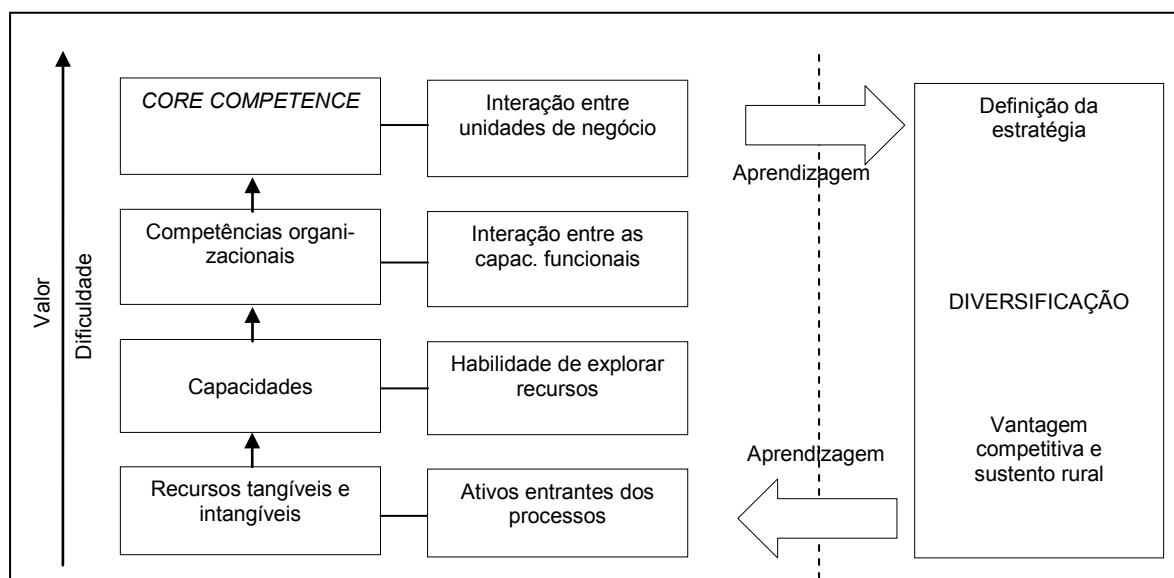 CORE COMPETENCE
Interação entre
unidades de negócio
Definição da
estratégia
Aprendizagem
Competências organi-
zacionais
Interação entre as
capac. funcionais
Valor
Dificuldade
DIVERSIFICAÇÃO
Capacidades
Habilidade de explorar
recursos
Vantagem
competitiva e
sustento rural
Aprendizagem
Recursos tangíveis e
intangíveis
Ativos entrantes dos
processos